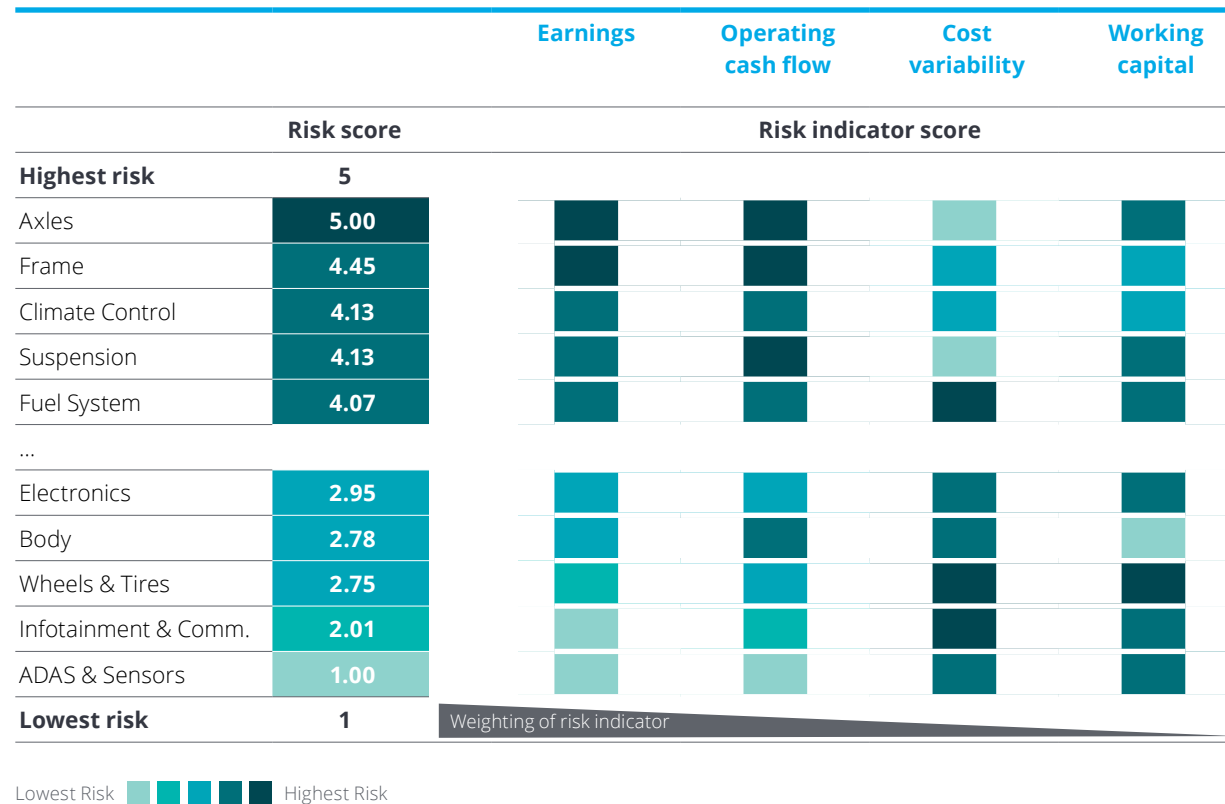 Earnings Operating cash flow Cost variability Working capital
Risk score Risk indicator score
Highest risk 5
Axles 5.00
Frame 4.45
Climate Control 4.13
Suspension 4.13
Fuel System 4.07
...
Electronics 2.95
Body 2.78
Wheels & Tires 2.75
Infotainment & Comm. 2.01
ADAS & Sensors 1.00
Lowest risk 1 Weighting of risk indicator
Lowest Risk Highest Risk